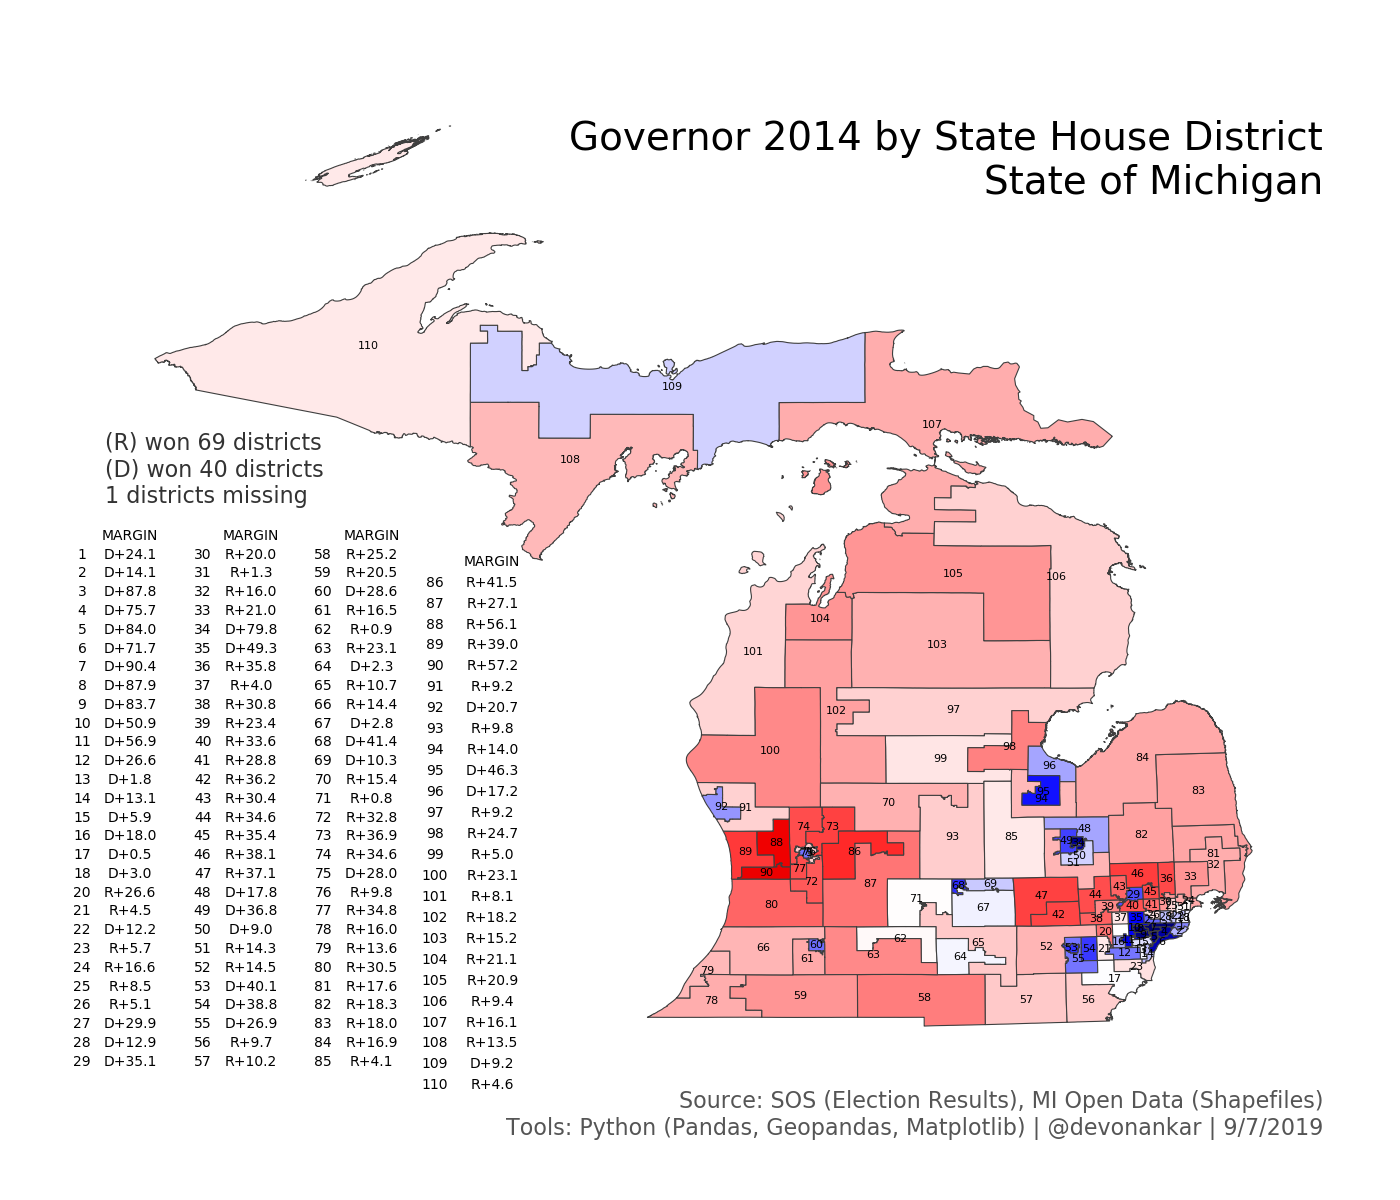 Governor 2014 by State House District
State of Michigan
(R) won 69 districts
(D) won 40 districts
1 districts missing
MARGIN
1 D+24.1
2 D+14.1
3 D+87.8
4 D+75.7
5 D+84.0
6 D+71.7
7 D+90.4
8 D+87.9
9 D+83.7
10 D+50.9
11 D+56.9
12 D+26.6
13 D+1.8
14 D+13.1
15 D+5.9
16 D+18.0
17 D+0.5
18 D+3.0
20 R+26.6
21 R+4.5
22 D+12.2
23 R+5.7
24 R+16.6
25 R+8.5
26 R+5.1
27 D+29.9
28 D+12.9
29 D+35.1
MARGIN
30 R+20.0
31 R+1.3
32 R+16.0
33 R+21.0
34 D+79.8
35 D+49.3
36 R+35.8
37 R+4.0
38 R+30.8
39 R+23.4
40 R+33.6
41 R+28.8
42 R+36.2
43 R+30.4
44 R+34.6
45 R+35.4
46 R+38.1
47 R+37.1
48 D+17.8
49 D+36.8
50 D+9.0
51 R+14.3
52 R+14.5
53 D+40.1
54 D+38.8
55 D+26.9
56 R+9.7
57 R+10.2
MARGIN
58 R+25.2
59 R+20.5
60 D+28.6
61 R+16.5
62 R+0.9
63 R+23.1
64 D+2.3
65 R+10.7
66 R+14.4
67 D+2.8
68 D+41.4
69 D+10.3
70 R+15.4
71 R+0.8
72 R+32.8
73 R+36.9
74 R+34.6
75 D+28.0
76 R+9.8
77 R+34.8
78 R+16.0
79 R+13.6
80 R+30.5
81 R+17.6
82 R+18.3
83 R+18.0
84 R+16.9
85 R+4.1
MARGIN
86 R+41.5
87 R+27.1
88 R+56.1
89 R+39.0
90 R+57.2
91 R+9.2
92 D+20.7
93 R+9.8
94 R+14.0
95 D+46.3
96 D+17.2
97 R+9.2
98 R+24.7
99 R+5.0
100 R+23.1
101 R+8.1
102 R+18.2
103 R+15.2
104 R+21.1
105 R+20.9
106 R+9.4
107 R+16.1
108 R+13.5
109 D+9.2
110 R+4.6
110
109
107
108
105
106
104
103
101
102
97
100
98
99
84
96
83
95
94
92
91
70
74
73
93
85
48
82
49
88
89
86
50
51
81
32
90
77
72
87
68
69
46
36
33
47
43
44
29
45
80
71
67
42
39
40
41
38
37
20
66
60
62
65
52
53
54
21
61
63
64
55
12
79
23
17
78
59
58
57
56
Source: SOS (Election Results), MI Open Data (Shapefiles)
Tools: Python (Pandas, Geopandas, Matplotlib) | @devonankar | 9/7/2019